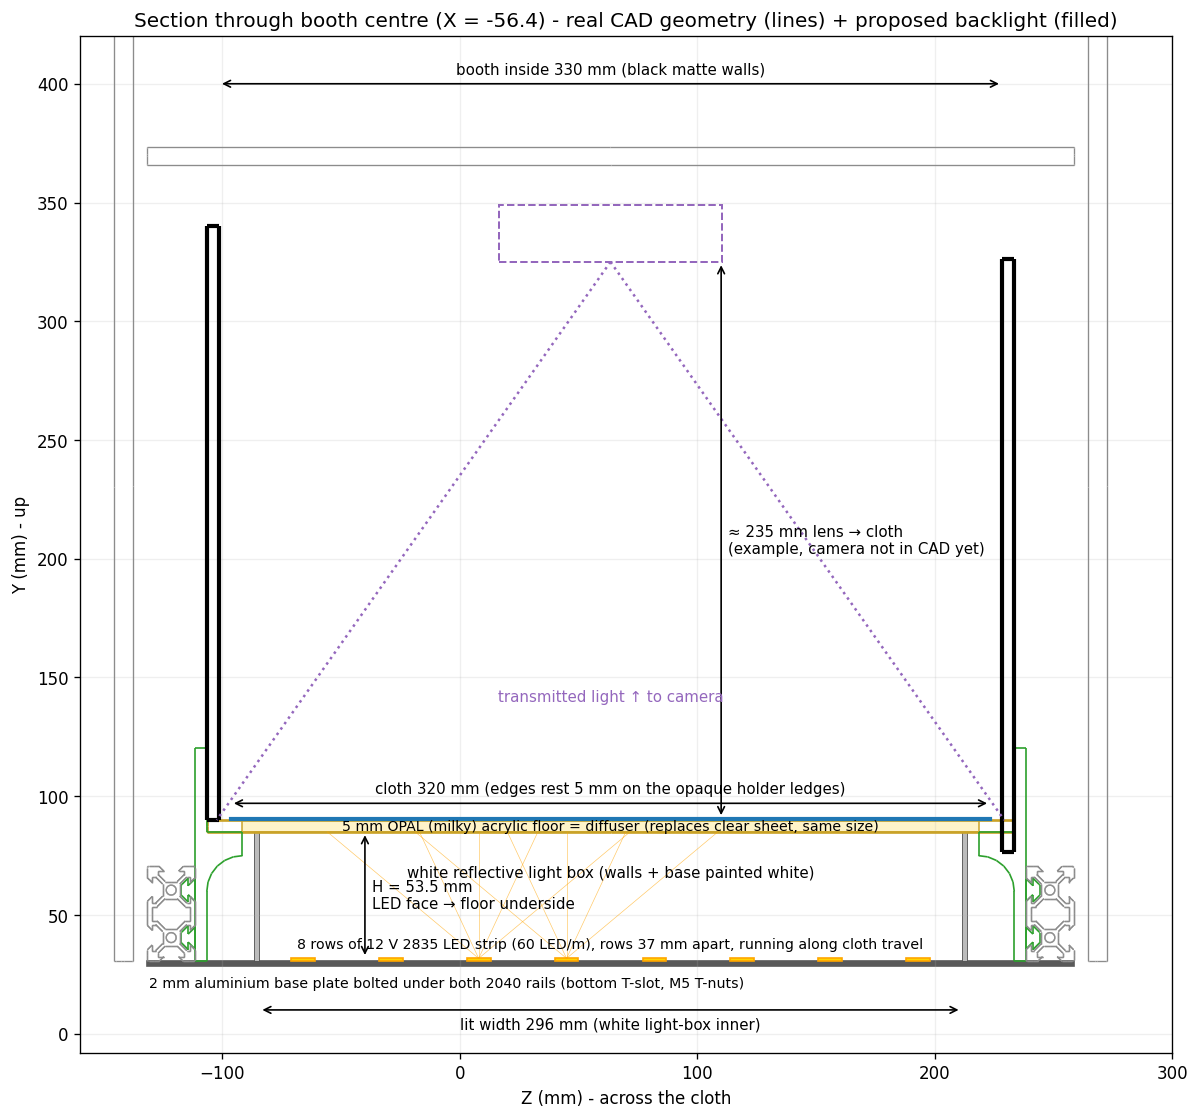 Section through booth centre (X = -56.4) - real CAD geometry (lines) + proposed backlight (filled)
booth inside 330 mm (black matte walls)
≈ 235 mm lens → cloth
(example, camera not in CAD yet)
transmitted light ↑ to camera
cloth 320 mm (edges rest 5 mm on the opaque holder ledges)
5 mm OPAL (milky) acrylic floor = diffuser (replaces clear sheet, same size)
white reflective light box (walls + base painted white)
H = 53.5 mm
LED face → floor underside
8 rows of 12 V 2835 LED strip (60 LED/m), rows 37 mm apart, running along cloth travel
2 mm aluminium base plate bolted under both 2040 rails (bottom T-slot, M5 T-nuts)
lit width 296 mm (white light-box inner)
400
350
300
250
200
150
100
50
0
Y (mm) - up
−100
0
100
200
300
Z (mm) - across the cloth